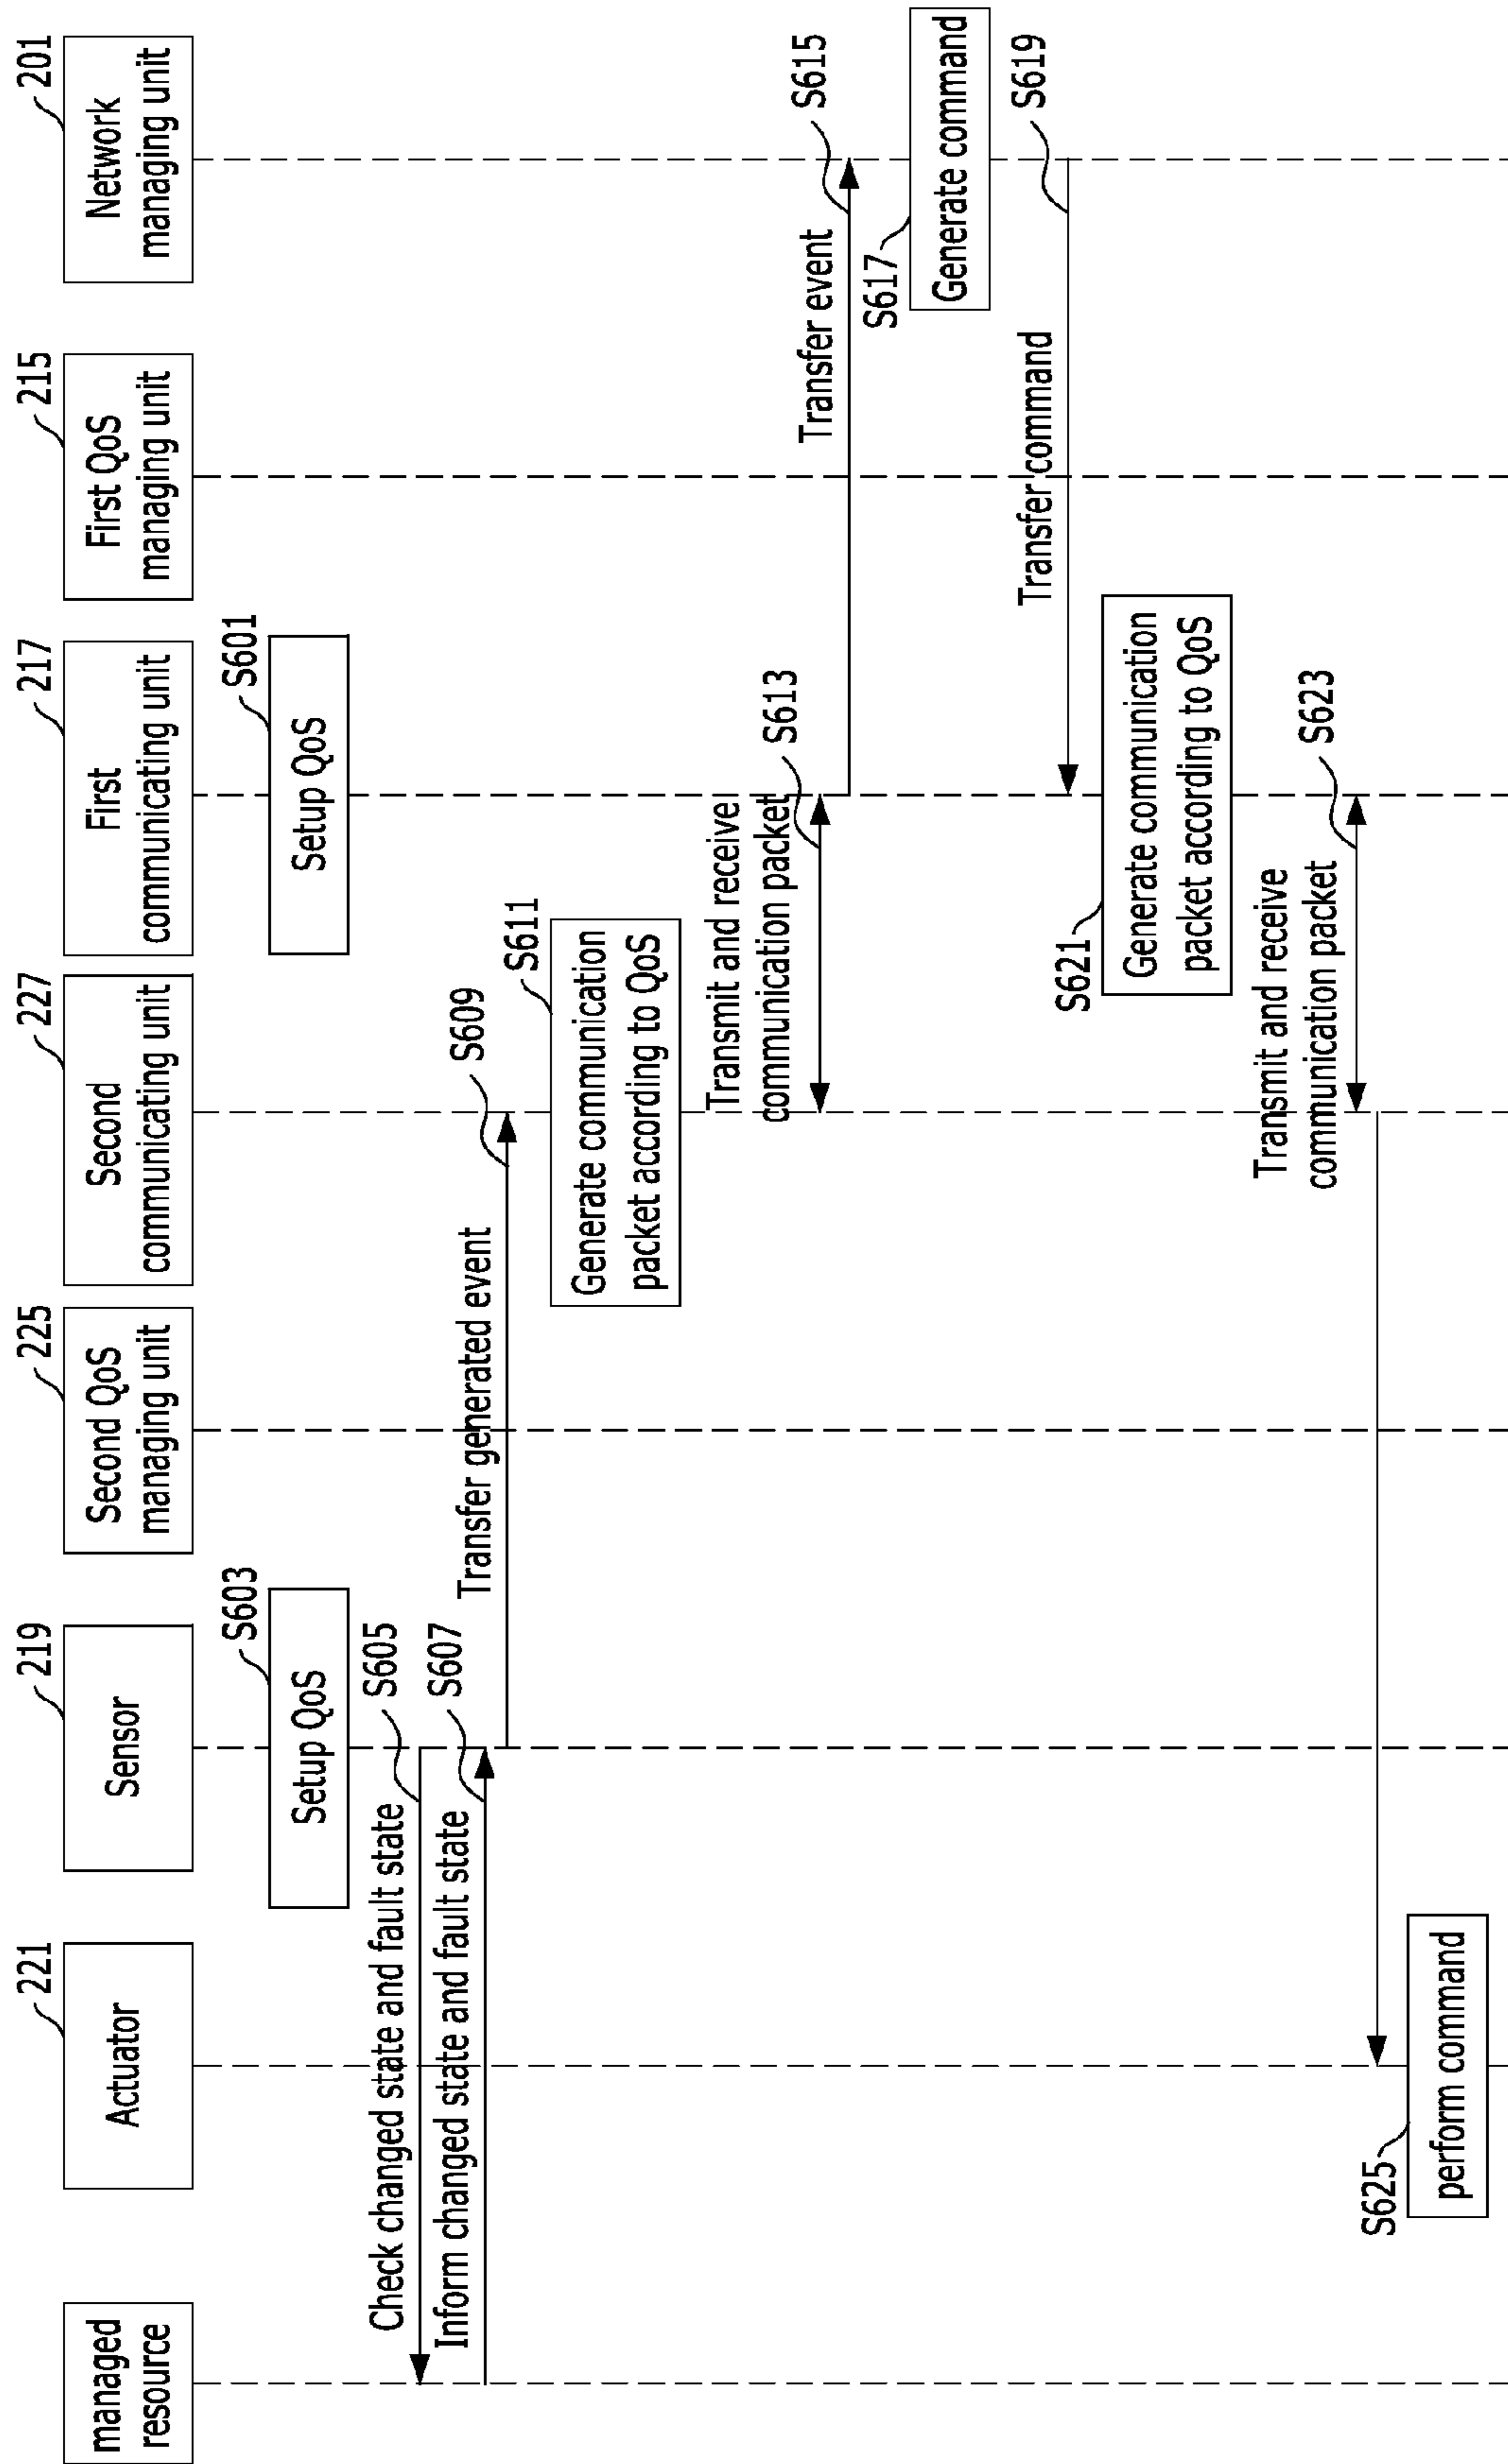 managed
resource
221
Actuator
219
Sensor
225
Second QoS
managing unit
227
Second
communicating unit
217
First
communicating unit
215
First QoS
managing unit
201
Network
managing unit
S603
Setup QoS
S601
Setup QoS
Check changed state and fault state
S605
Inform changed state and fault state
S607
Transfer generated event
S609
S611
Generate communication
packet according to QoS
Transmit and receive
communication packet
S613
Transfer event
S615
S617
Generate command
Transfer command
S619
S621
Generate communication
packet according to QoS
Transmit and receive
communication packet
S623
S625
perform command